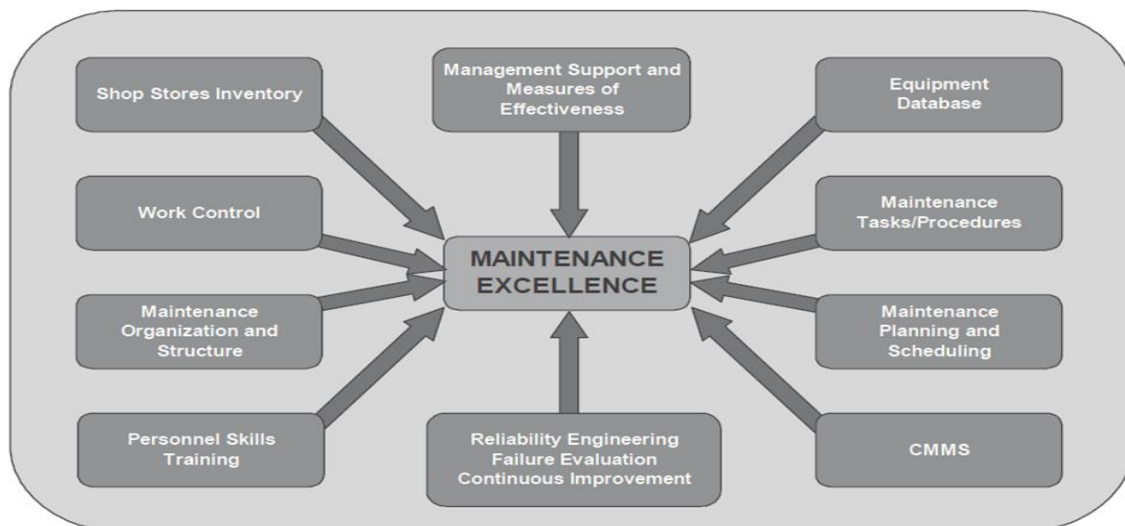 Shop Stores Inventory
Management Support and
Measures of
Effectiveness
Equipment
Database
Work Control
Maintenance
Tasks/Procedures
MAINTENANCE
EXCELLENCE
Maintenance
Organization and
Structure
Maintenance
Planning and
Scheduling
Personnel Skills
Training
Reliability Engineering
Failure Evaluation
Continuous Improvement
CMMS